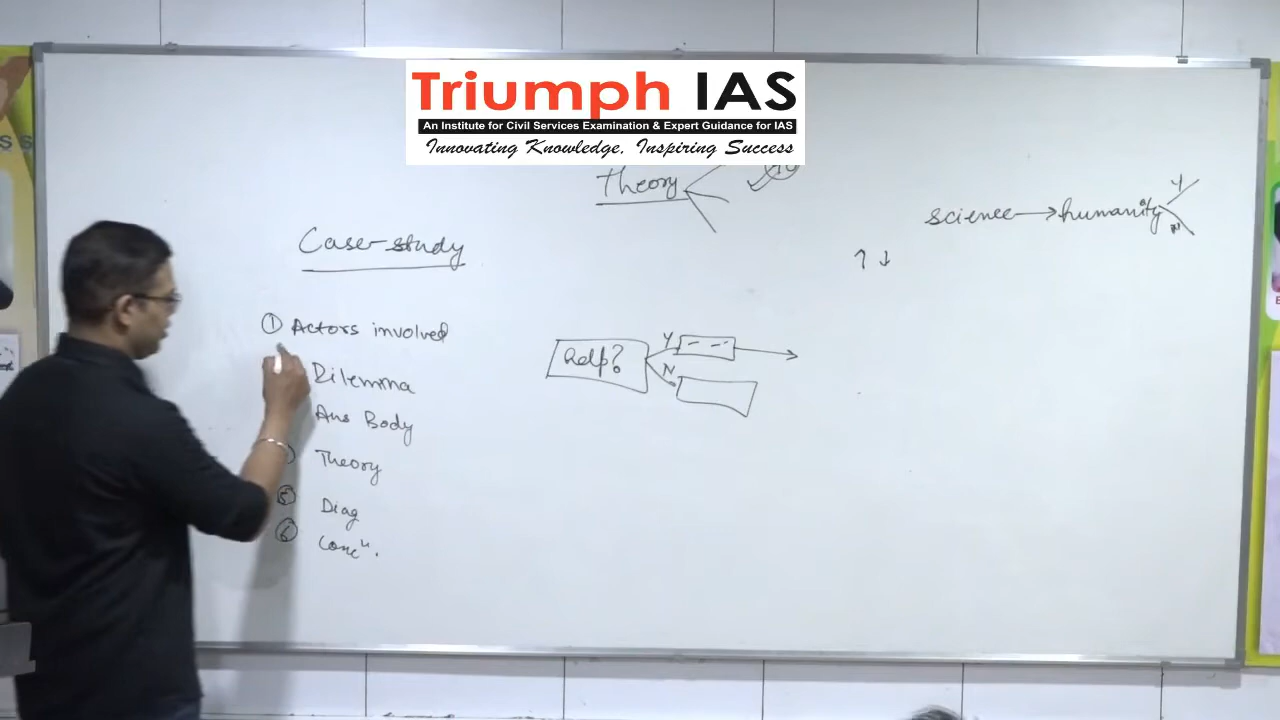 Triumph IAS
An Institute for Civil Services Examination & Expert Guidance for IAS
Innovating Knowledge, Inspiring Success
Theory
science → humanity
Y
N
↑ ↓
Case-study
① Actors involved
Dilemma
Ans Body
Theory
⑤ Diag
⑥ Concⁿ.
Help?
Y
N